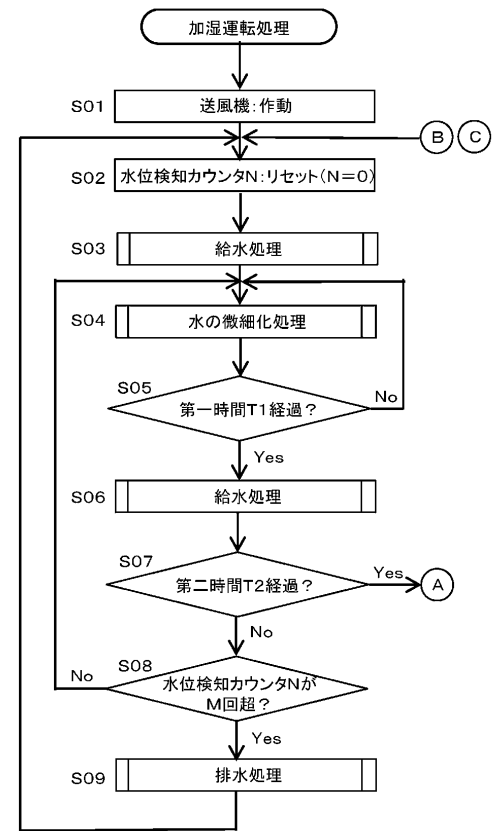 加湿運転処理
S01
送風機:作動
B
C
S02
水位検知カウンタN:リセット(N=0)
S03
給水処理
S04
水の微細化処理
S05
第一時間T1経過?
No
Yes
S06
給水処理
S07
第二時間T2経過?
Yes
A
No
S08
No
水位検知カウンタNが
M回超?
Yes
S09
排水処理